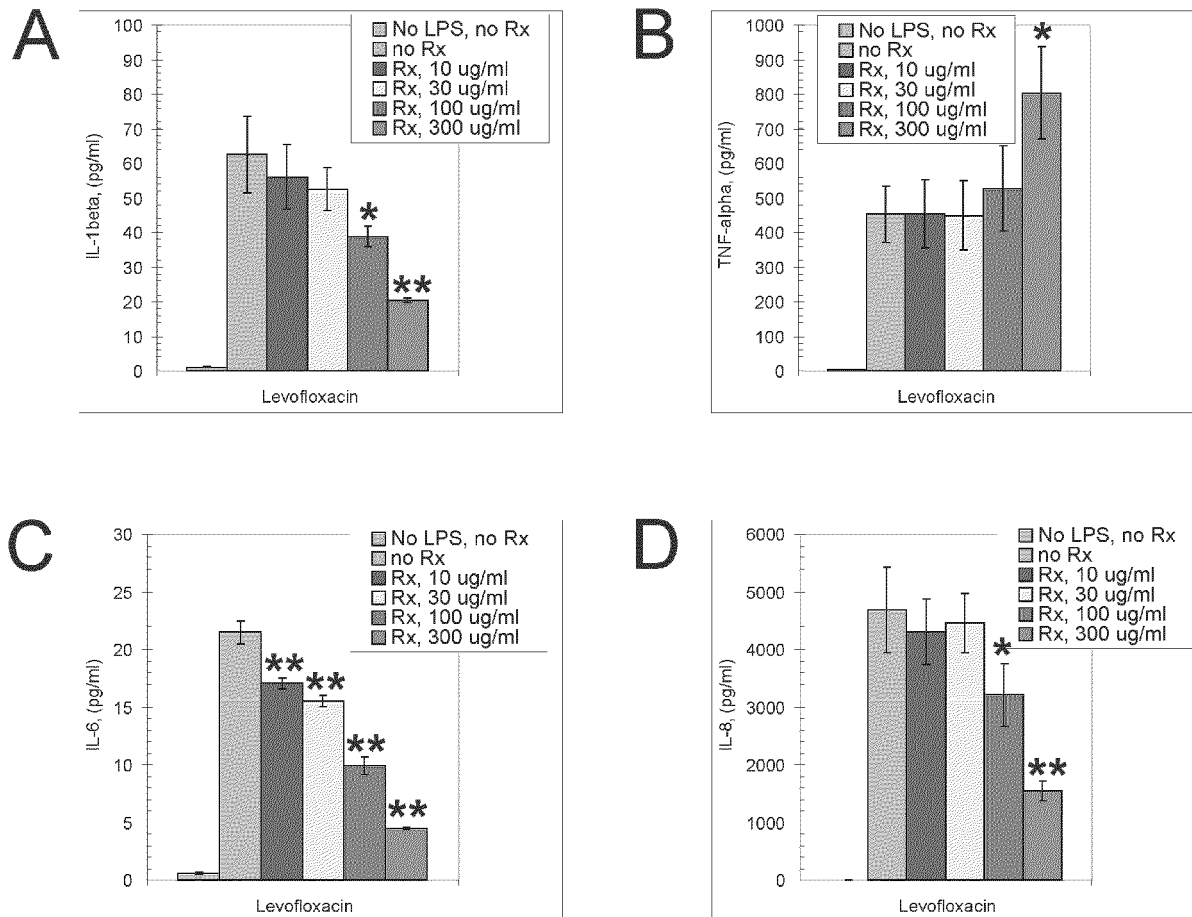 A
IL-1beta, (pg/ml)
100
90
80
70
60
50
40
30
20
10
0
No LPS, no Rx
no Rx
Rx, 10 ug/ml
Rx, 30 ug/ml
Rx, 100 ug/ml
Rx, 300 ug/ml
*
**
Levofloxacin
B
TNF-alpha, (pg/ml)
1000
900
800
700
600
500
400
300
200
100
0
No LPS, no Rx
no Rx
Rx, 10 ug/ml
Rx, 30 ug/ml
Rx, 100 ug/ml
Rx, 300 ug/ml
*
Levofloxacin
C
IL-6, (pg/ml)
30
25
20
15
10
5
0
No LPS, no Rx
no Rx
Rx, 10 ug/ml
Rx, 30 ug/ml
Rx, 100 ug/ml
Rx, 300 ug/ml
**
**
**
**
Levofloxacin
D
IL-8, (pg/ml)
6000
5000
4000
3000
2000
1000
0
No LPS, no Rx
no Rx
Rx, 10 ug/ml
Rx, 30 ug/ml
Rx, 100 ug/ml
Rx, 300 ug/ml
*
**
Levofloxacin